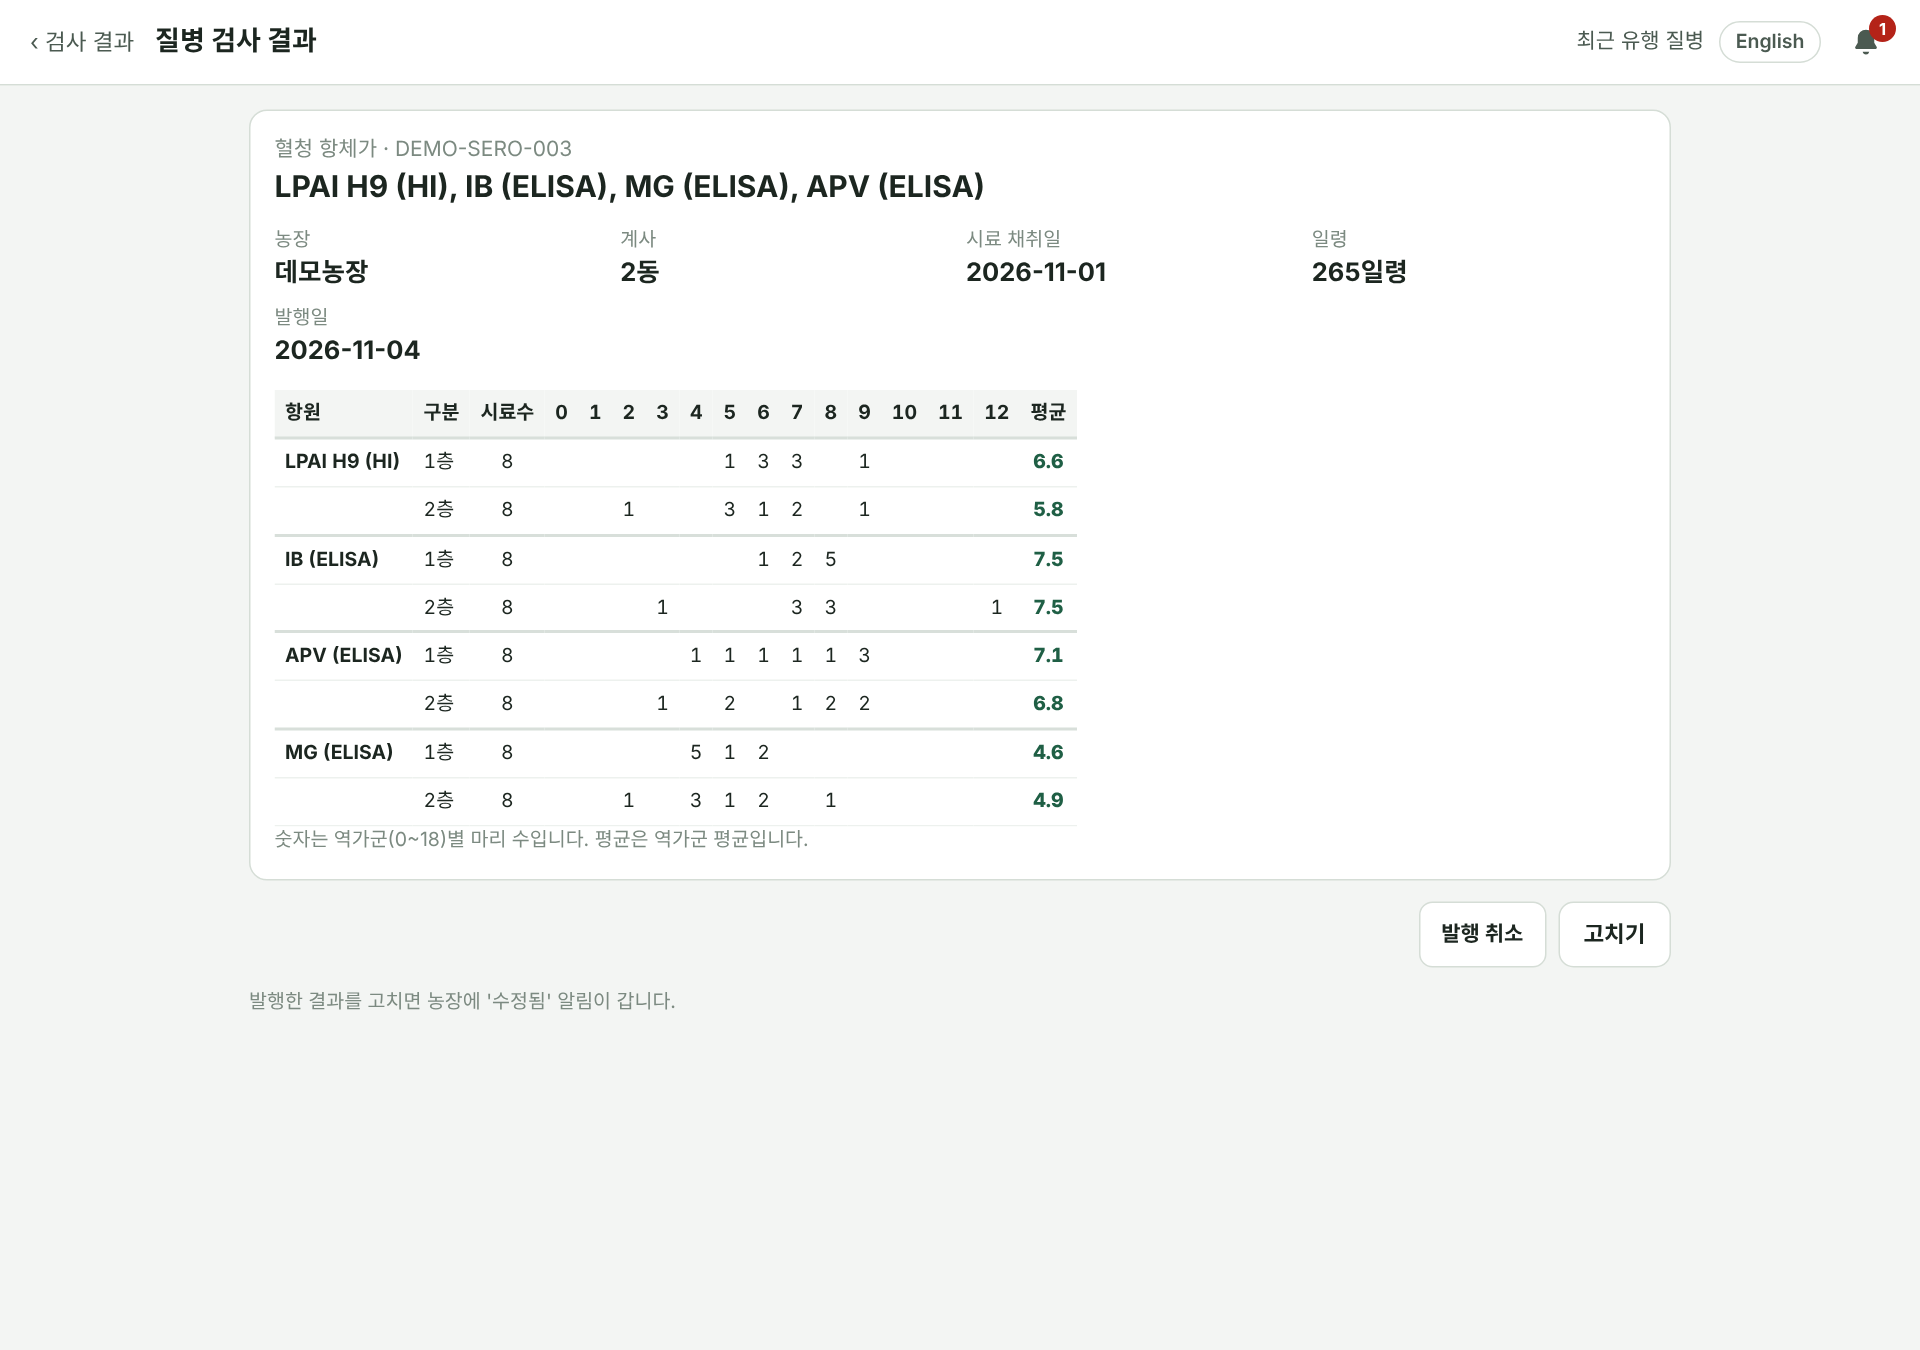 ‹ 검사 결과 질병 검사 결과 최근 유행 질병 English 1
혈청 항체가 · DEMO-SERO-003
LPAI H9 (HI), IB (ELISA), MG (ELISA), APV (ELISA)
농장 계사 시료 채취일 일령
데모농장 2동 2026-11-01 265일령
발행일
2026-11-04
항원 구분 시료수 0 1 2 3 4 5 6 7 8 9 10 11 12 평균
LPAI H9 (HI) 1층 8 1 3 3 1 6.6
2층 8 1 3 1 2 1 5.8
IB (ELISA) 1층 8 1 2 5 7.5
2층 8 1 3 3 1 7.5
APV (ELISA) 1층 8 1 1 1 1 1 3 7.1
2층 8 1 2 1 2 2 6.8
MG (ELISA) 1층 8 5 1 2 4.6
2층 8 1 3 1 2 1 4.9
숫자는 역가군(0~18)별 마리 수입니다. 평균은 역가군 평균입니다.
발행 취소 고치기
발행한 결과를 고치면 농장에 '수정됨' 알림이 갑니다.